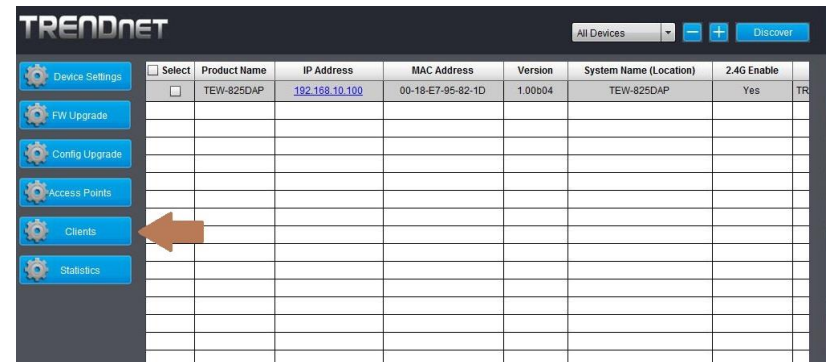 TRENDNET
All Devices Discover
Device Settings
FW Upgrade
Config Upgrade
Access Points
Clients
Statistics
Select Product Name IP Address MAC Address Version System Name (Location) 2.4G Enable
TEW-825DAP 192.168.10.100 00-18-E7-95-82-1D 1.00b04 TEW-825DAP Yes TR